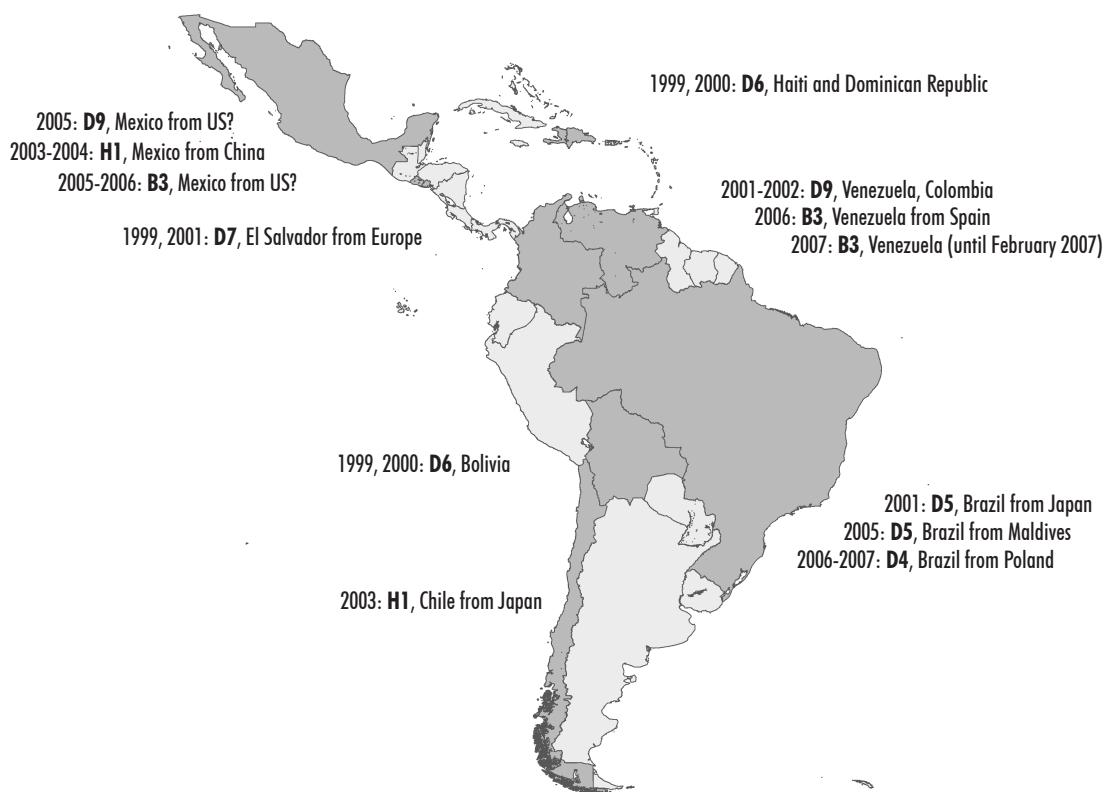 1999, 2000: D6, Haiti and Dominican Republic
2005: D9, Mexico from US?
2003-2004: H1, Mexico from China
2005-2006: B3, Mexico from US?
2001-2002: D9, Venezuela, Colombia
2006: B3, Venezuela from Spain
2007: B3, Venezuela (until February 2007)
1999, 2001: D7, El Salvador from Europe
1999, 2000: D6, Bolivia
2001: D5, Brazil from Japan
2005: D5, Brazil from Maldives
2006-2007: D4, Brazil from Poland
2003: H1, Chile from Japan